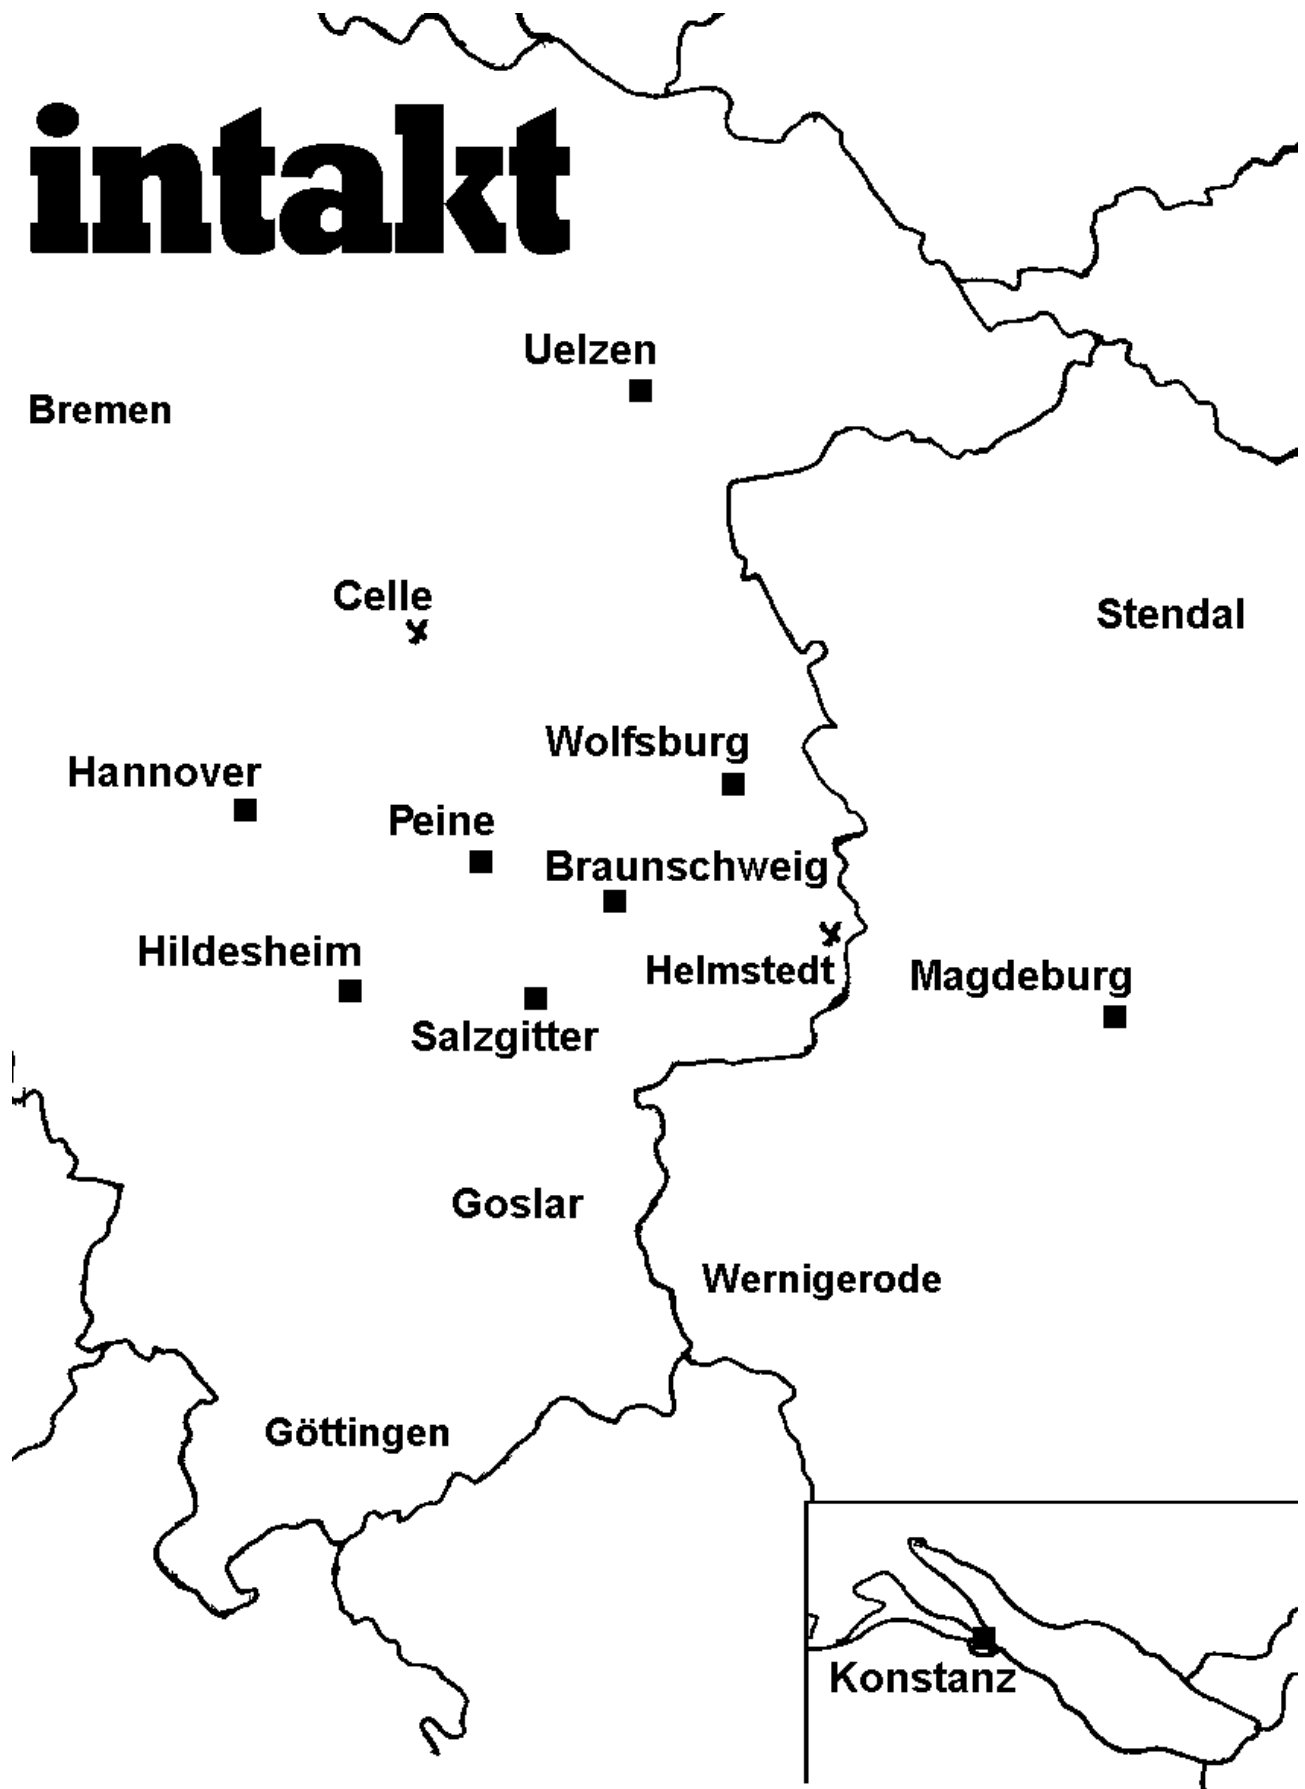 intakt
Uelzen
Bremen
Celle
Stendal
Wolfsburg
Hannover
Peine
Braunschweig
Hildesheim
Helmstedt
Magdeburg
Salzgitter
Goslar
Wernigerode
Göttingen
Konstanz